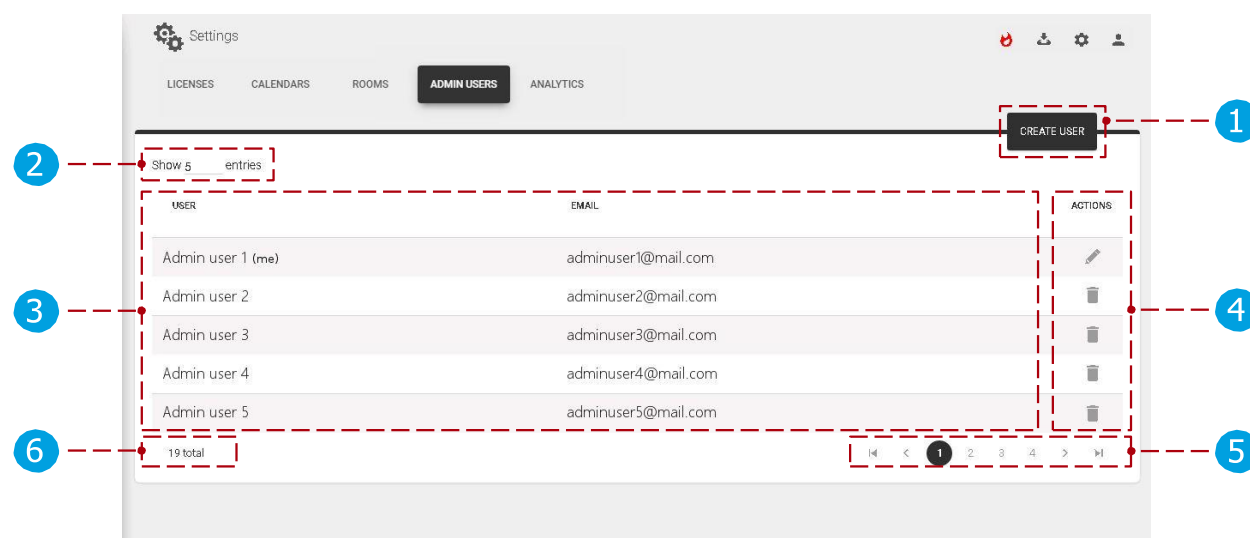 Settings
LICENSES CALENDARS ROOMS ADMIN USERS ANALYTICS
1
CREATE USER
2
Show 5 entries
USER EMAIL ACTIONS
Admin user 1 (me) adminuser1@mail.com
Admin user 2 adminuser2@mail.com
3
4
Admin user 3 adminuser3@mail.com
Admin user 4 adminuser4@mail.com
Admin user 5 adminuser5@mail.com
6
19 total
1 2 3 4
5